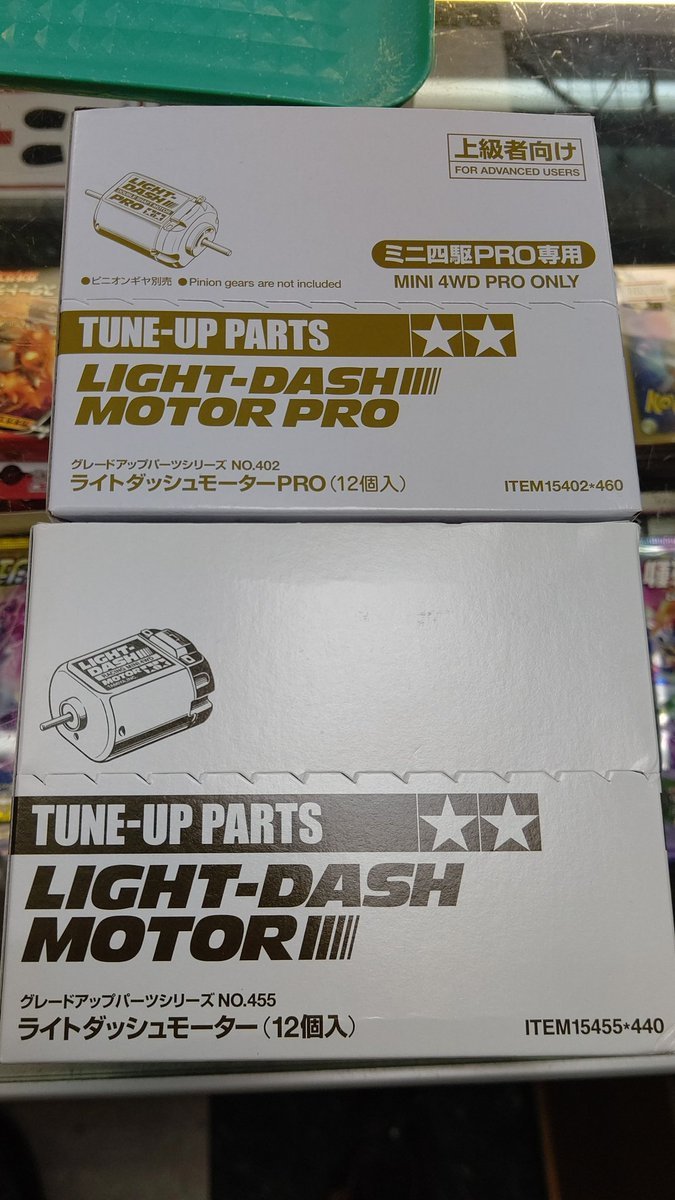 LIGHT-
DASH
PRO
上級者向け
FOR ADVANCED USERS
ミニ四駆PRO専用
●ピニオンギヤ別売 ●Pinion gears are not included
MINI 4WD PRO ONLY
TUNE-UP PARTS
LIGHT-DASH
MOTOR PRO
グレードアップパーツシリーズ NO.402
ライトダッシュモーターPRO(12個入)
ITEM15402*460
LIGHT-
DASH
MOTOR
TUNE-UP PARTS
LIGHT-DASH
MOTOR
グレードアップパーツシリーズ NO.455
ライトダッシュモーター(12個入)
ITEM15455*440